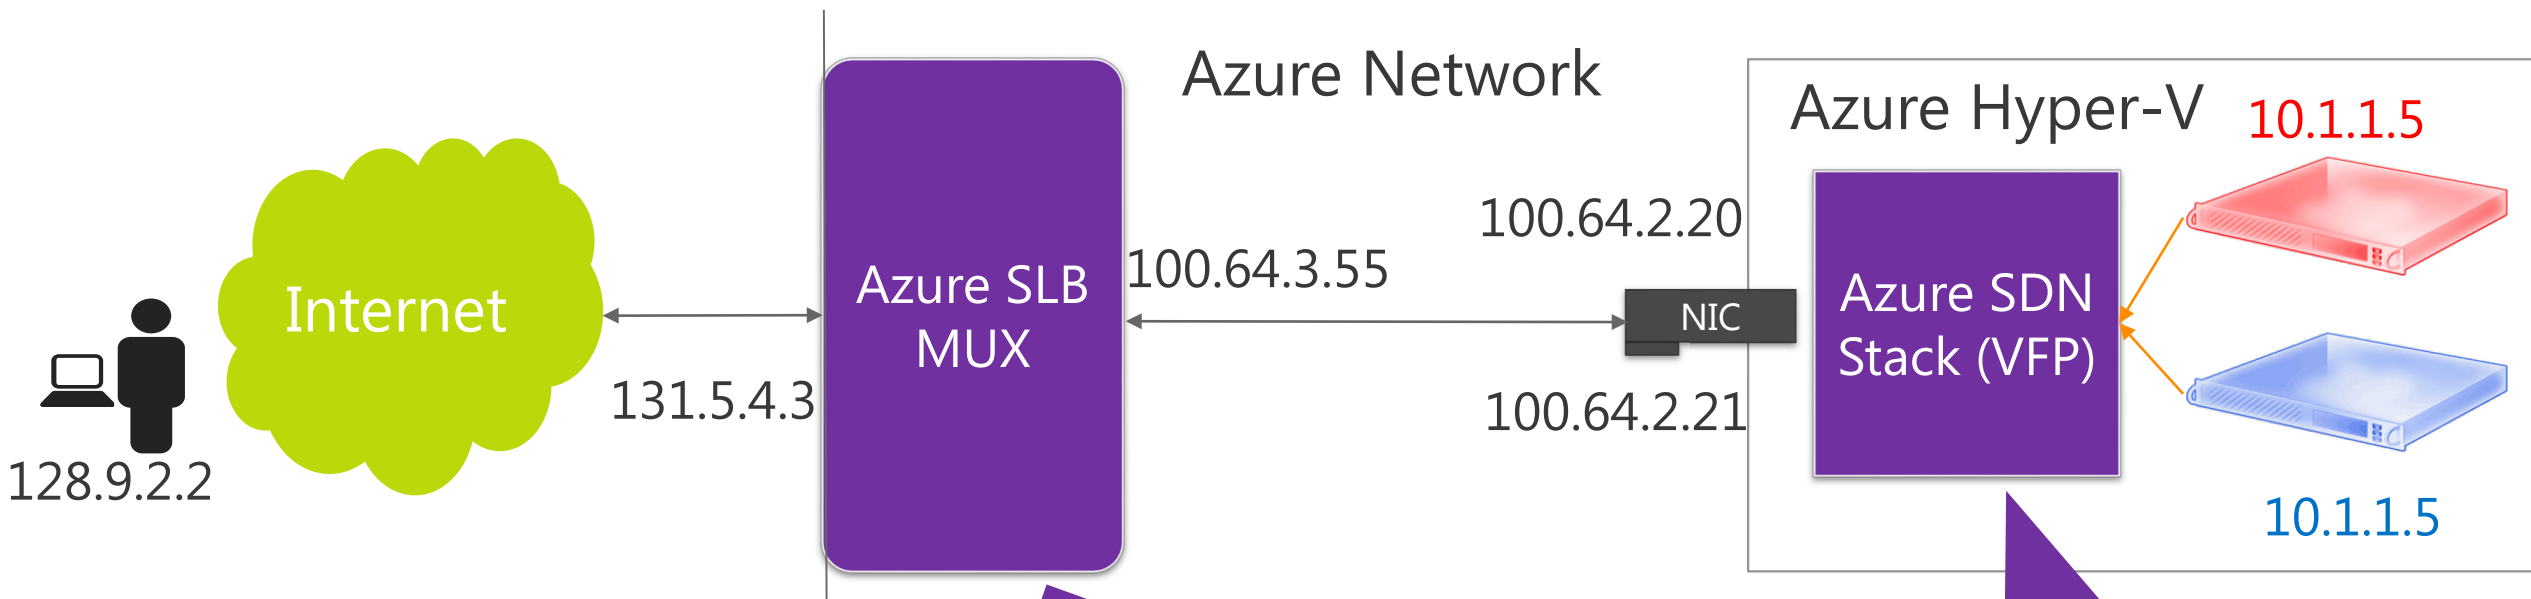 Azure Network
Azure Hyper-V
10.1.1.5
100.64.2.20
Azure SLB
MUX
100.64.3.55
Internet
NIC
Azure SDN
Stack (VFP)
131.5.4.3
100.64.2.21
128.9.2.2
10.1.1.5